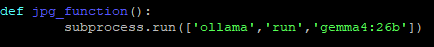 def jpg_function():
        subprocess.run(['ollama','run','gemma4:26b'])